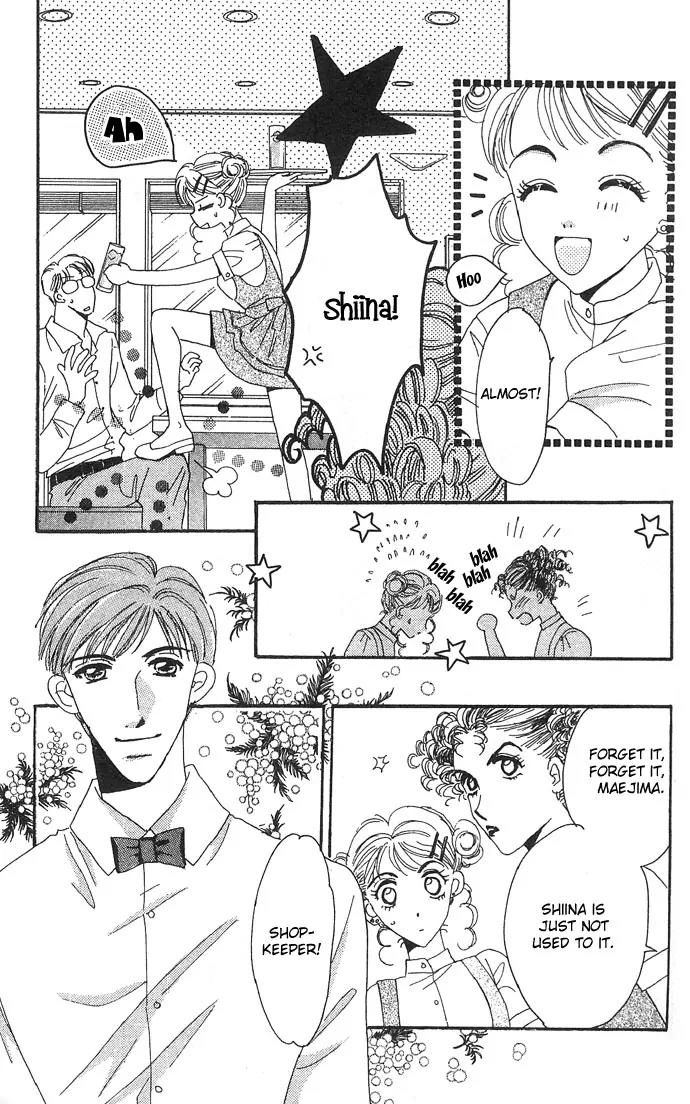 Ah
Shiina!
Hoo
ALMOST!
blah
blah
blah
blah
FORGET IT,
FORGET IT,
MAEJIMA.
SHIINA IS
JUST NOT
USED TO IT.
SHOP-
KEEPER!